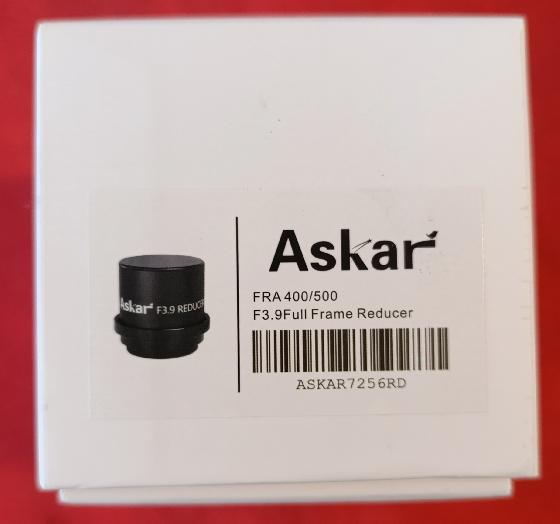 Askar
FRA 400/500
F3.9Full Frame Reducer
ASKAR7256RD
Askar F3.9 REDUCER